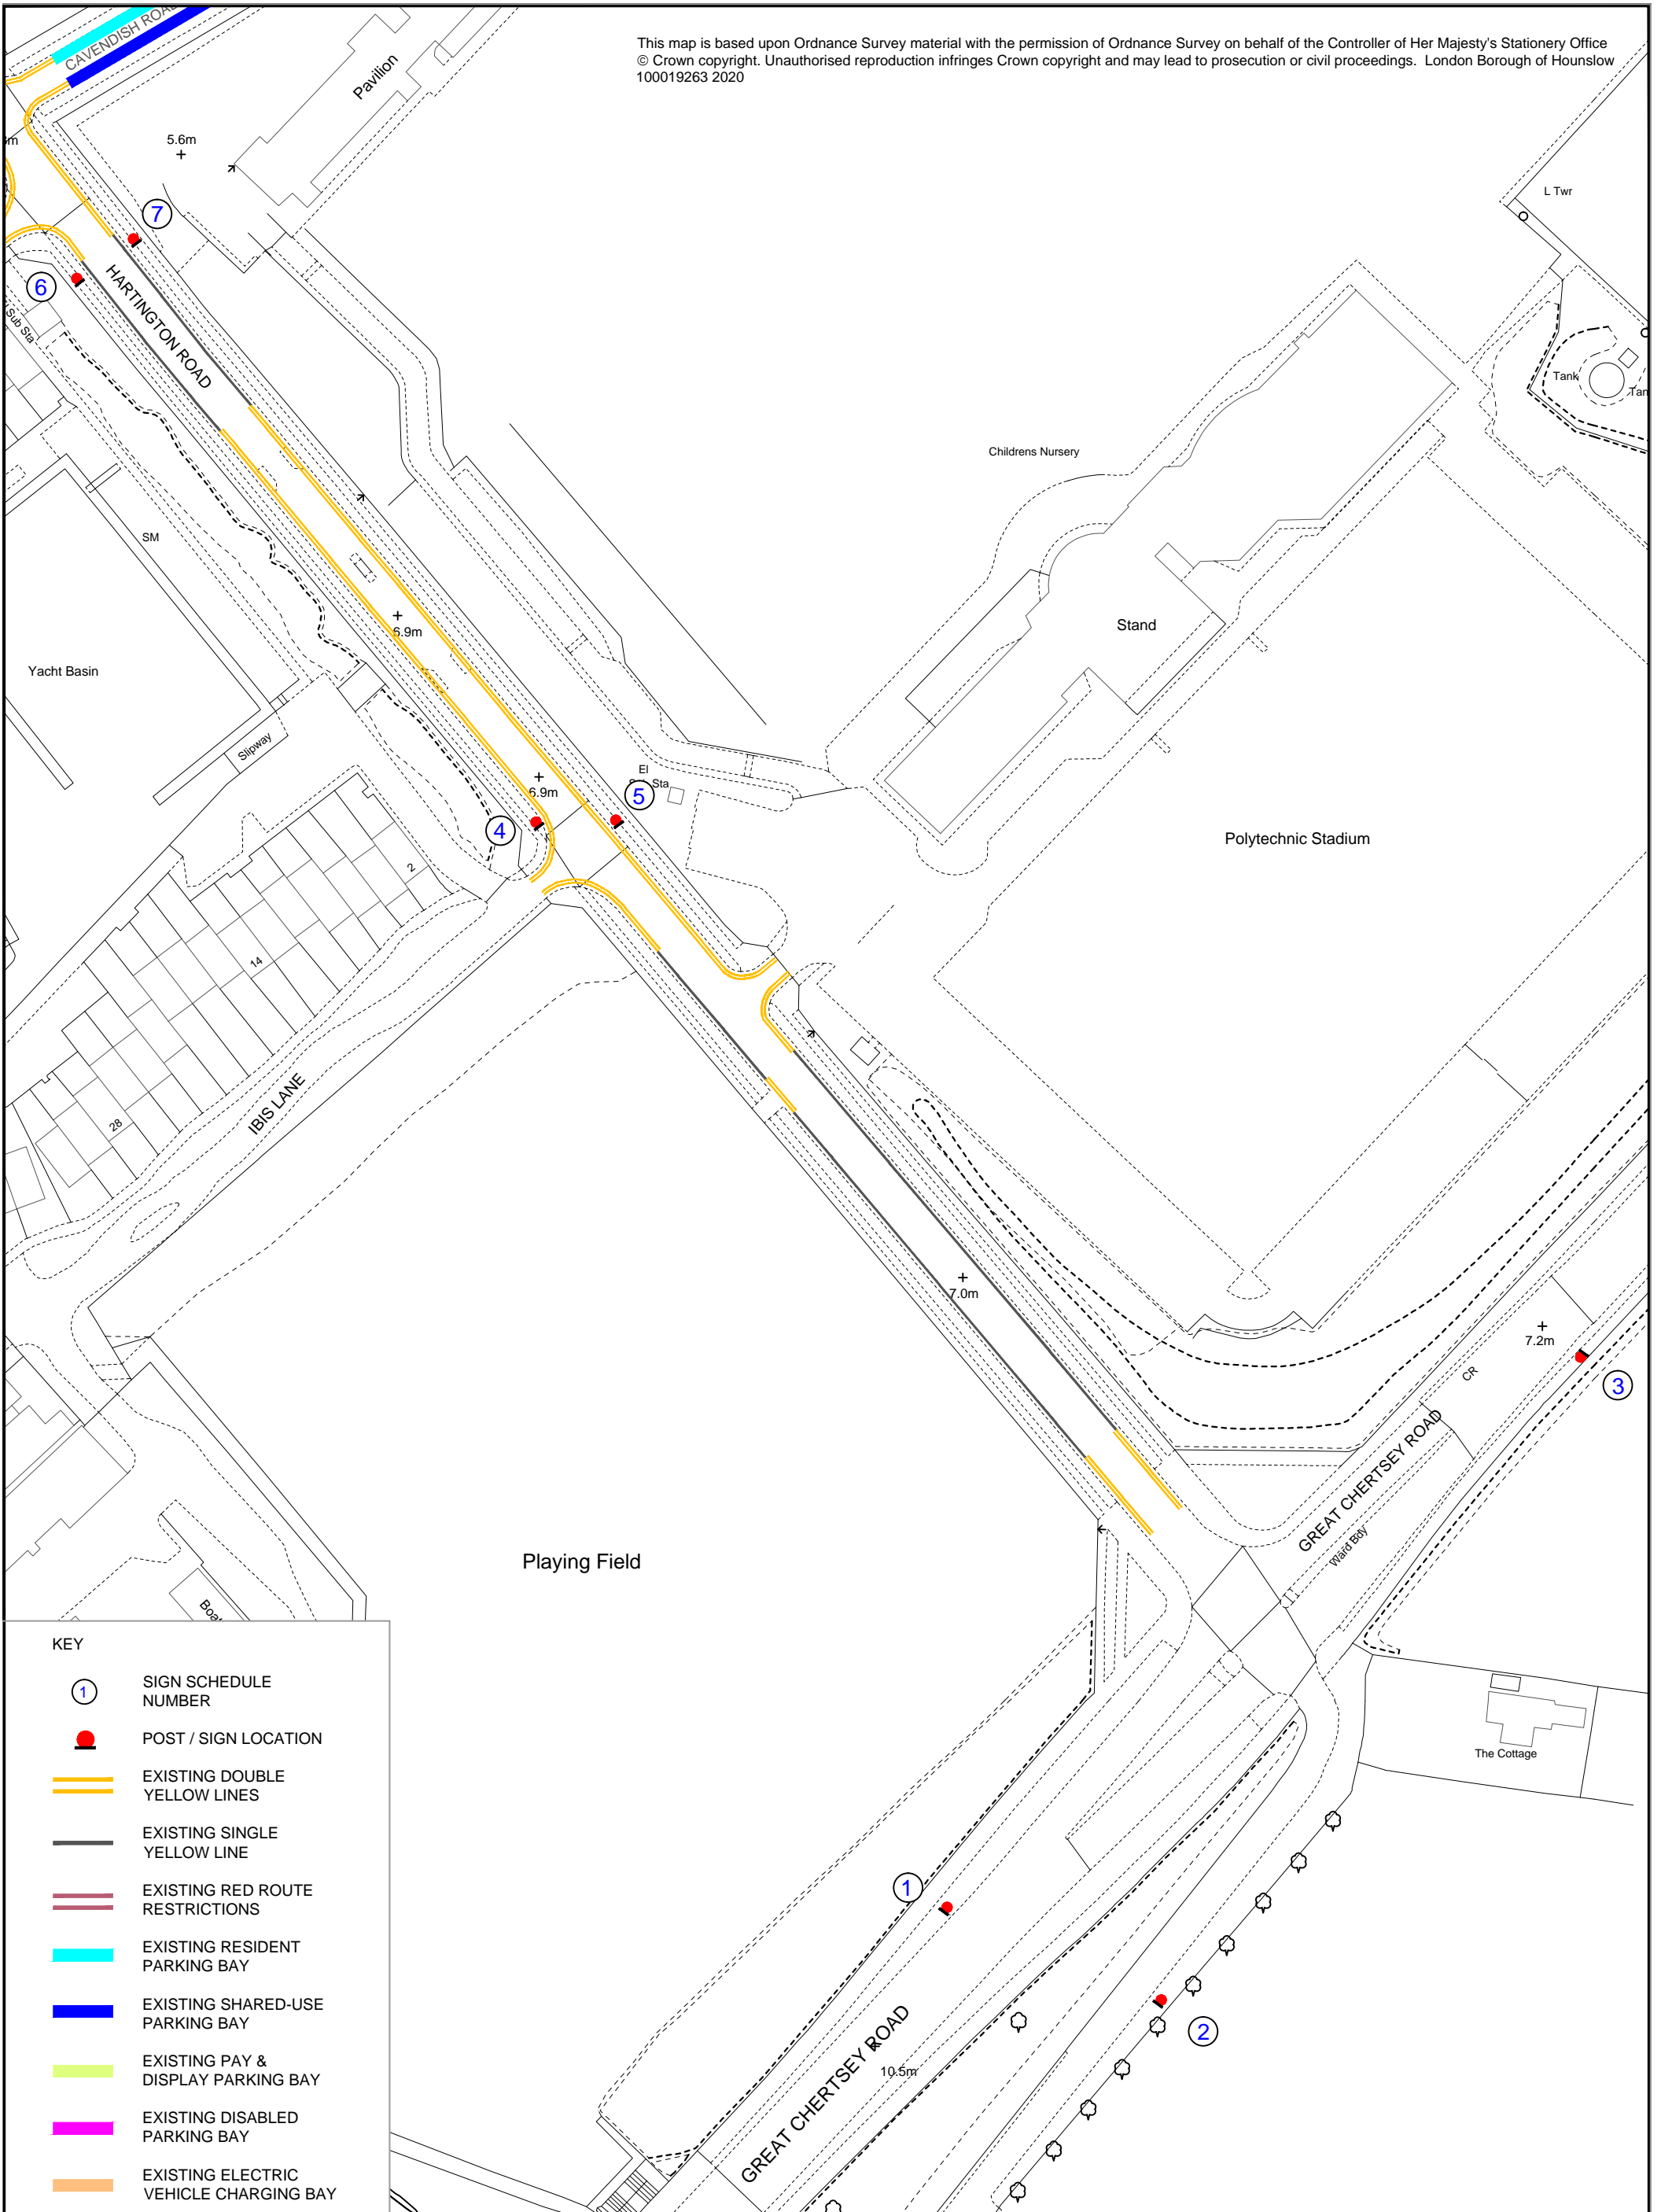 This map is based upon Ordnance Survey material with the permission of Ordnance Survey on behalf of the Controller of Her Majesty's Stationery Office
© Crown copyright. Unauthorised reproduction infringes Crown copyright and may lead to prosecution or civil proceedings. London Borough of Hounslow
100019263 2020
CAVENDISH ROAD
Pavilion
5.6m
L Twr
7
6
HARTINGTON ROAD
Sub Sta
Tank
Childrens Nursery
SM
Stand
6.9m
Yacht Basin
Slipway
El
Sta
6.9m
5
4
Polytechnic Stadium
2
14
28
IBIS LANE
7.0m
7.2m
CR
3
GREAT CHERTSEY ROAD
Ward Bdy
Playing Field
The Cottage
1
2
GREAT CHERTSEY ROAD
10.5m
KEY
1
SIGN SCHEDULE
NUMBER
POST / SIGN LOCATION
EXISTING DOUBLE
YELLOW LINES
EXISTING SINGLE
YELLOW LINE
EXISTING RED ROUTE
RESTRICTIONS
EXISTING RESIDENT
PARKING BAY
EXISTING SHARED-USE
PARKING BAY
EXISTING PAY &
DISPLAY PARKING BAY
EXISTING DISABLED
PARKING BAY
EXISTING ELECTRIC
VEHICLE CHARGING BAY